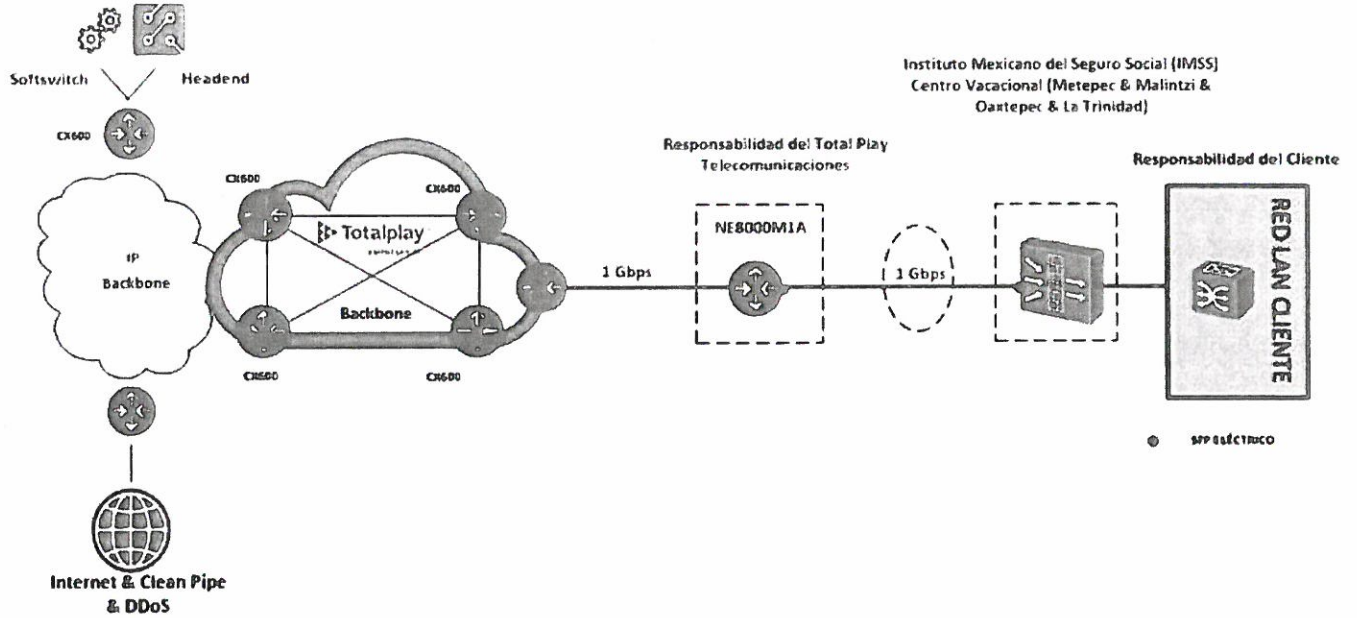 Softswitch
Headend
CX600
IP
Backbone
CX600
CX600
Totalplay
Backbone
CX600
CX600
Internet & Clean Pipe
& DDoS
1 Gbps
Responsabilidad del Total Play
Telecomunicaciones
NE8000M1A
1 Gbps
Instituto Mexicano del Seguro Social (IMSS)
Centro Vacacional (Metepec & Malintzi &
Oaxtepec & La Trinidad)
Responsabilidad del Cliente
RED LAN CLIENTE
SFP ELÉCTRICO